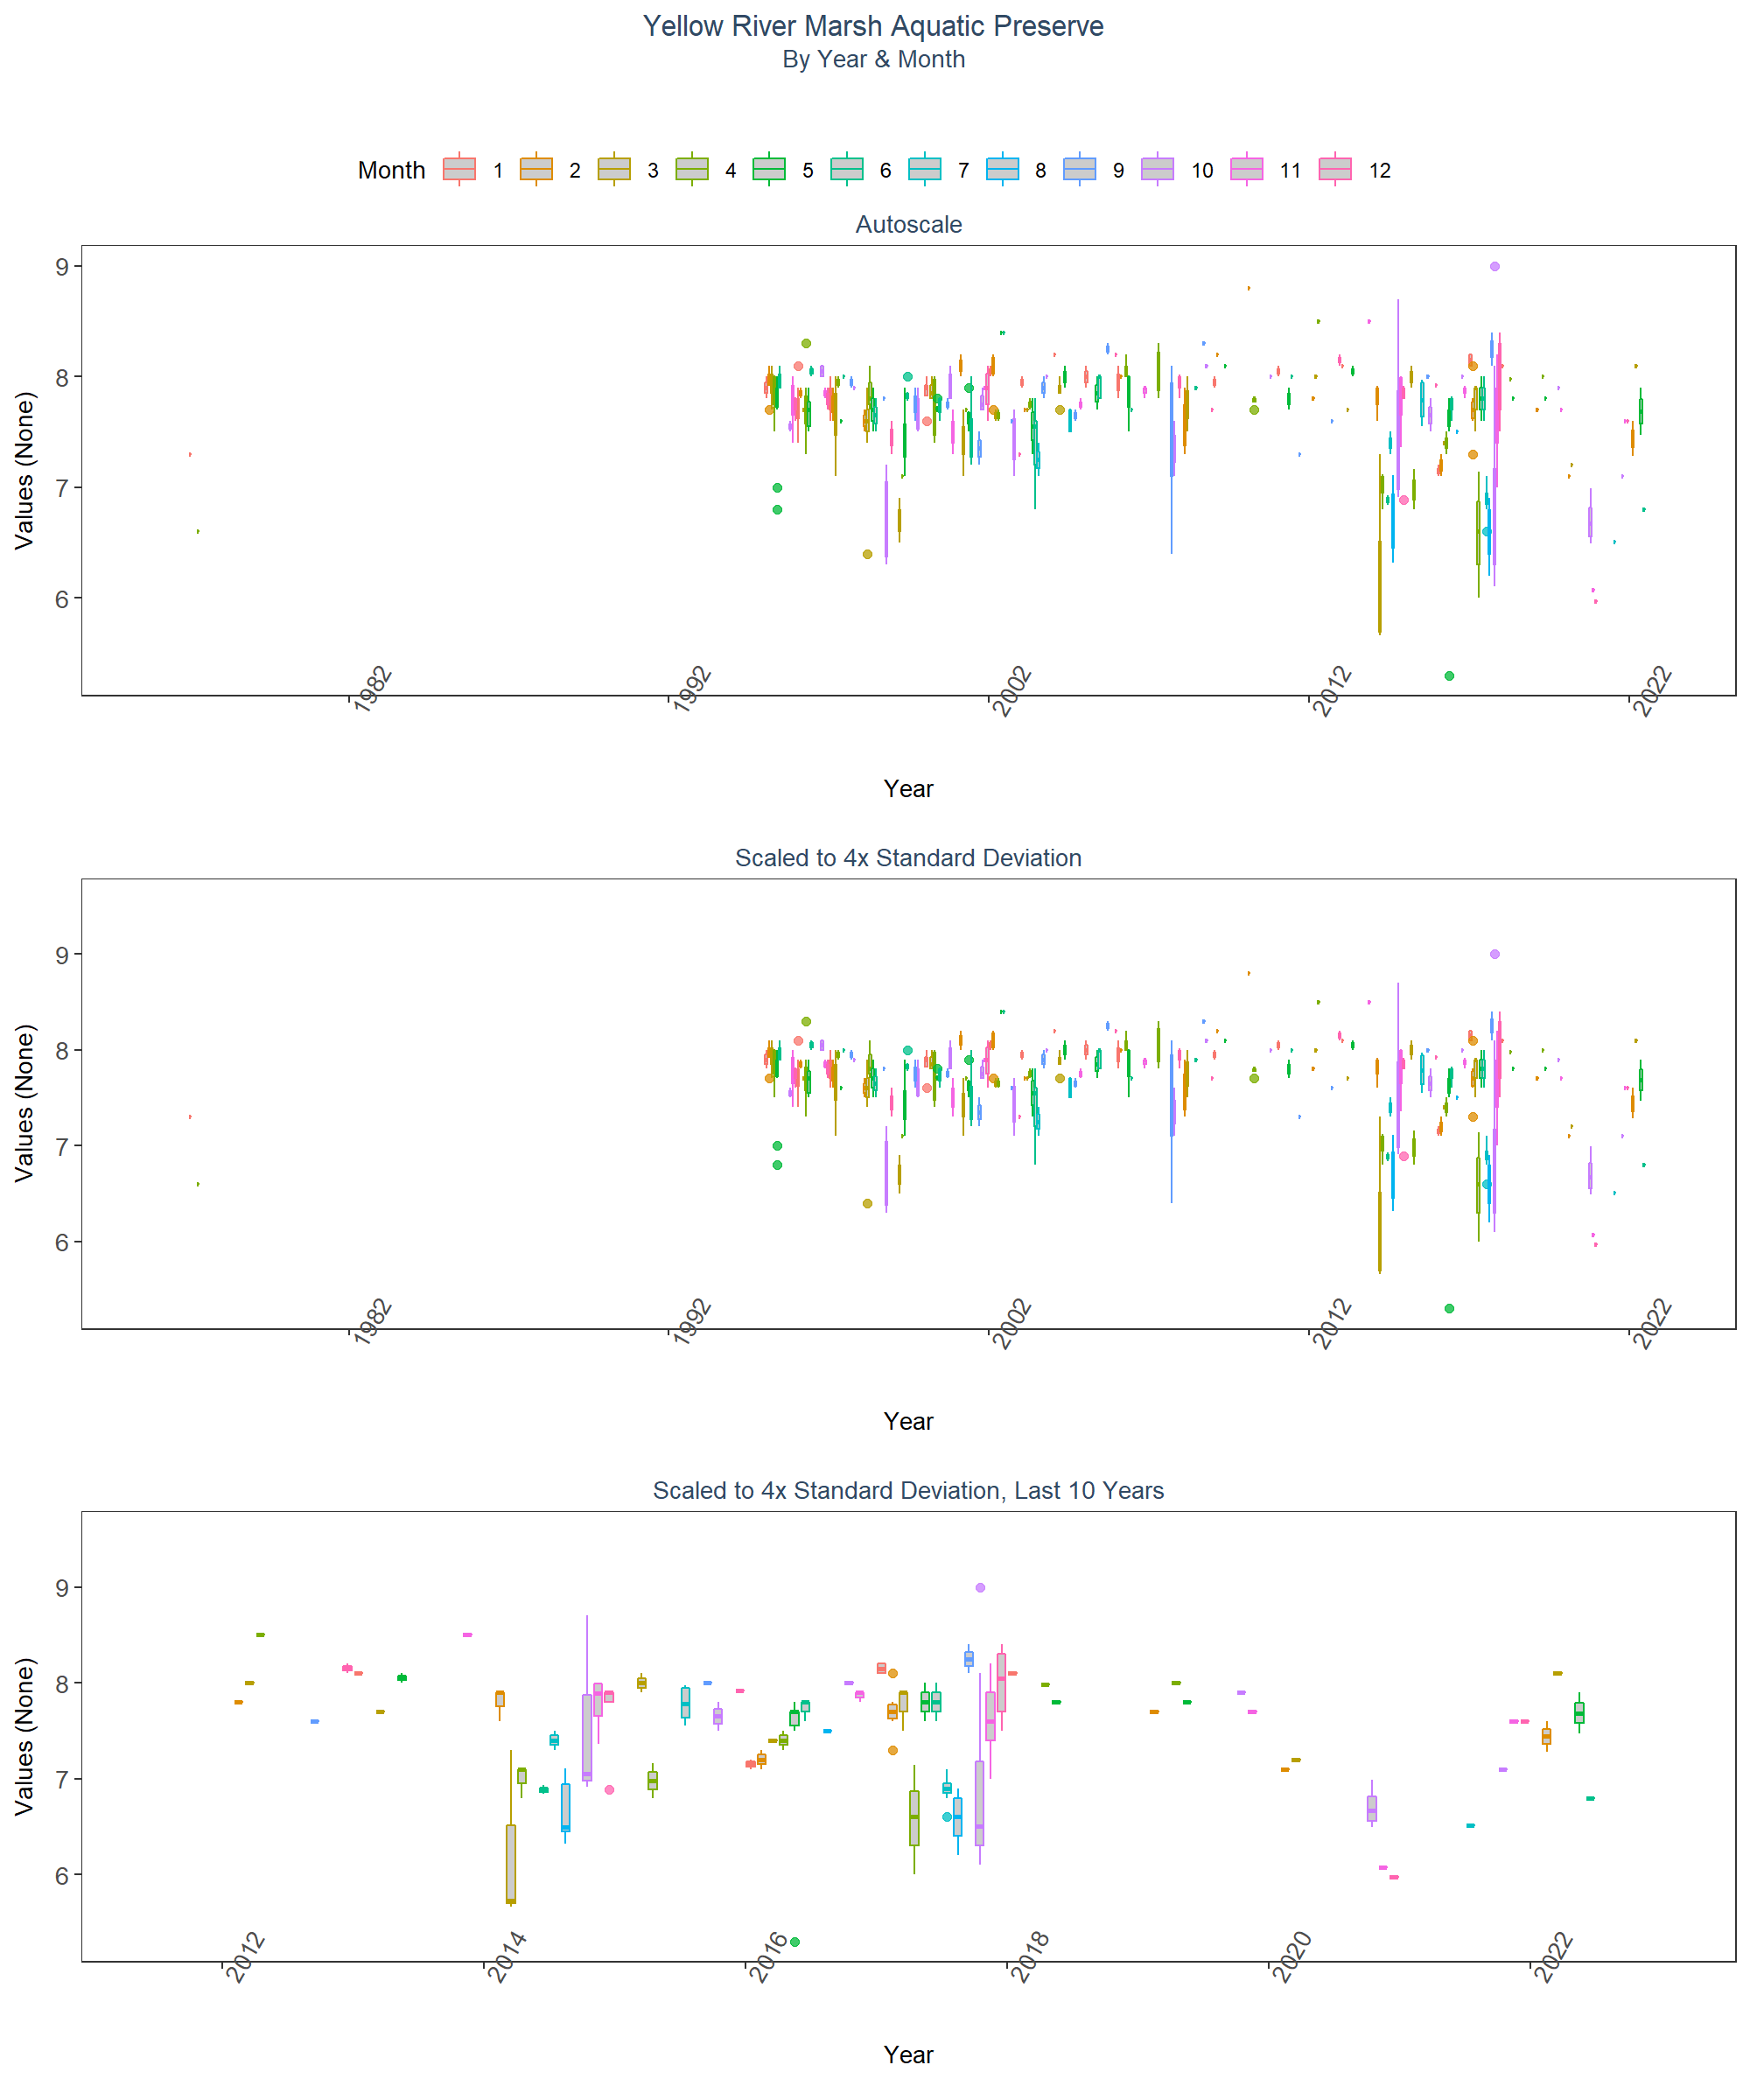 Yellow River Marsh Aquatic Preserve
By Year & Month
Month 1 2 3 4 5 6 7 8 9 10 11 12
Autoscale
Values (None)
9
8
7
6
1982 1992 2002 2012 2022
Year
Scaled to 4x Standard Deviation
Values (None)
9
8
7
6
1982 1992 2002 2012 2022
Year
Scaled to 4x Standard Deviation, Last 10 Years
Values (None)
9
8
7
6
2012 2014 2016 2018 2020 2022
Year